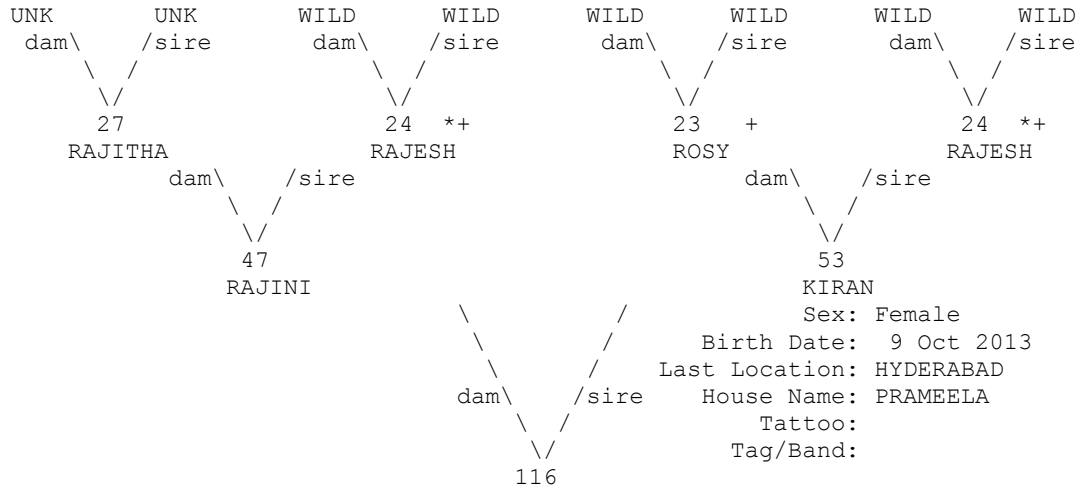 UNK UNK WILD WILD WILD WILD WILD WILD
dam\ /sire dam\ /sire dam\ /sire dam\ /sire
\ / \ / \ / \ /
\/ \/ \/ \/
27 24 *+ 23 + 24 *+
RAJITHA RAJESH ROSY RAJESH
dam\ /sire dam\ /sire
\ / \ /
\/ \/
47 53
RAJINI KIRAN
\ / Sex: Female
\ / Birth Date: 9 Oct 2013
\ / Last Location: HYDERABAD
dam\ /sire House Name: PRAMEELA
\ / Tattoo:
\/ Tag/Band:
116